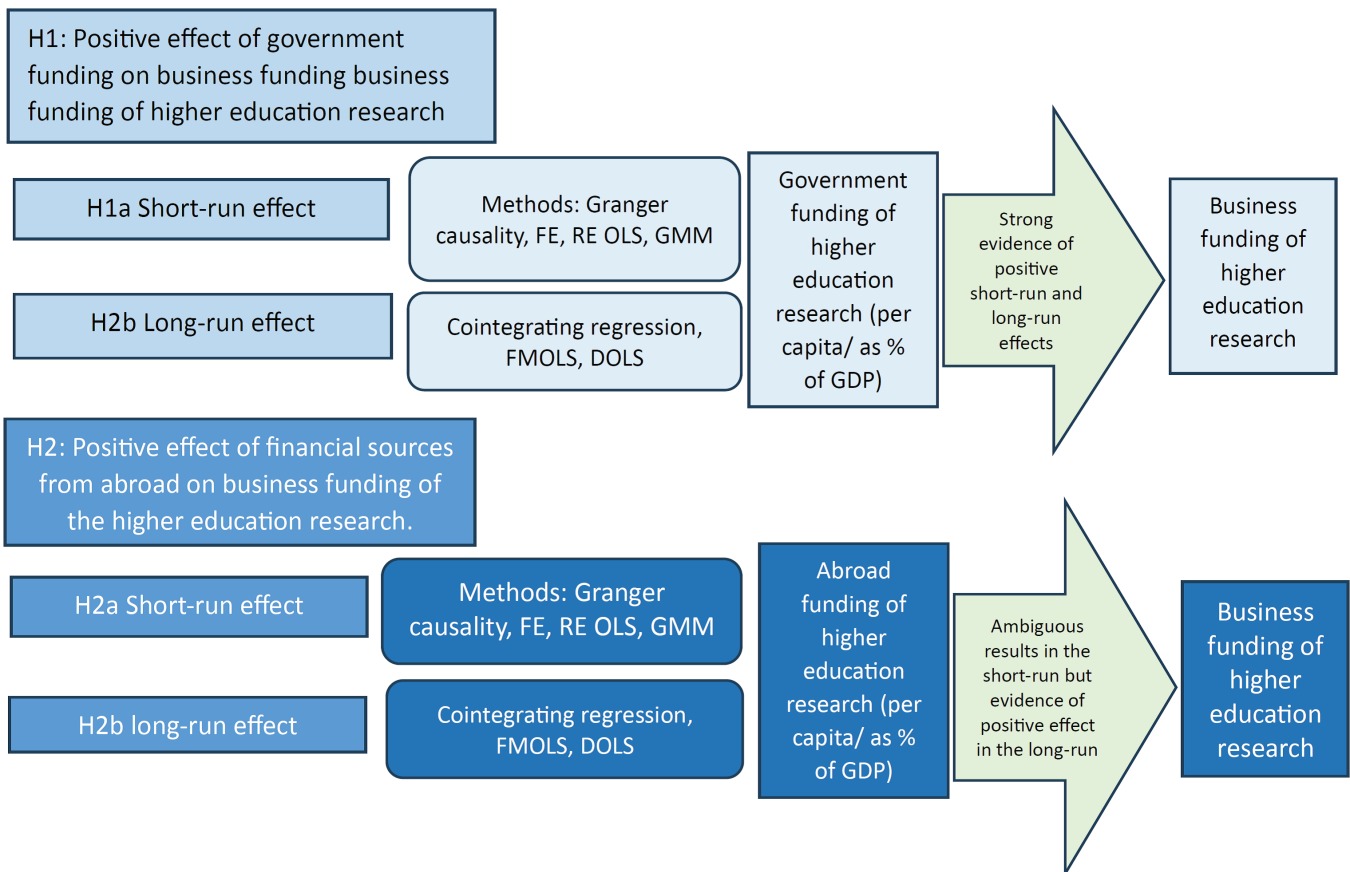 H1: Positive effect of government
funding on business funding business
funding of higher education research
H1a Short-run effect
Methods: Granger
causality, FE, RE OLS, GMM
H2b Long-run effect
Cointegrating regression,
FMOLS, DOLS
Government
funding of
higher
education
research (per
capita/ as %
of GDP)
Strong
evidence of
positive
short-run and
long-run
effects
Business
funding of
higher
education
research
H2: Positive effect of financial sources
from abroad on business funding of
the higher education research.
H2a Short-run effect
Methods: Granger
causality, FE, RE OLS, GMM
H2b long-run effect
Cointegrating regression,
FMOLS, DOLS
Abroad
funding of
higher
education
research (per
capita/ as %
of GDP)
Ambiguous
results in the
short-run but
evidence of
positive effect
in the long-run
Business
funding of
higher
education
research